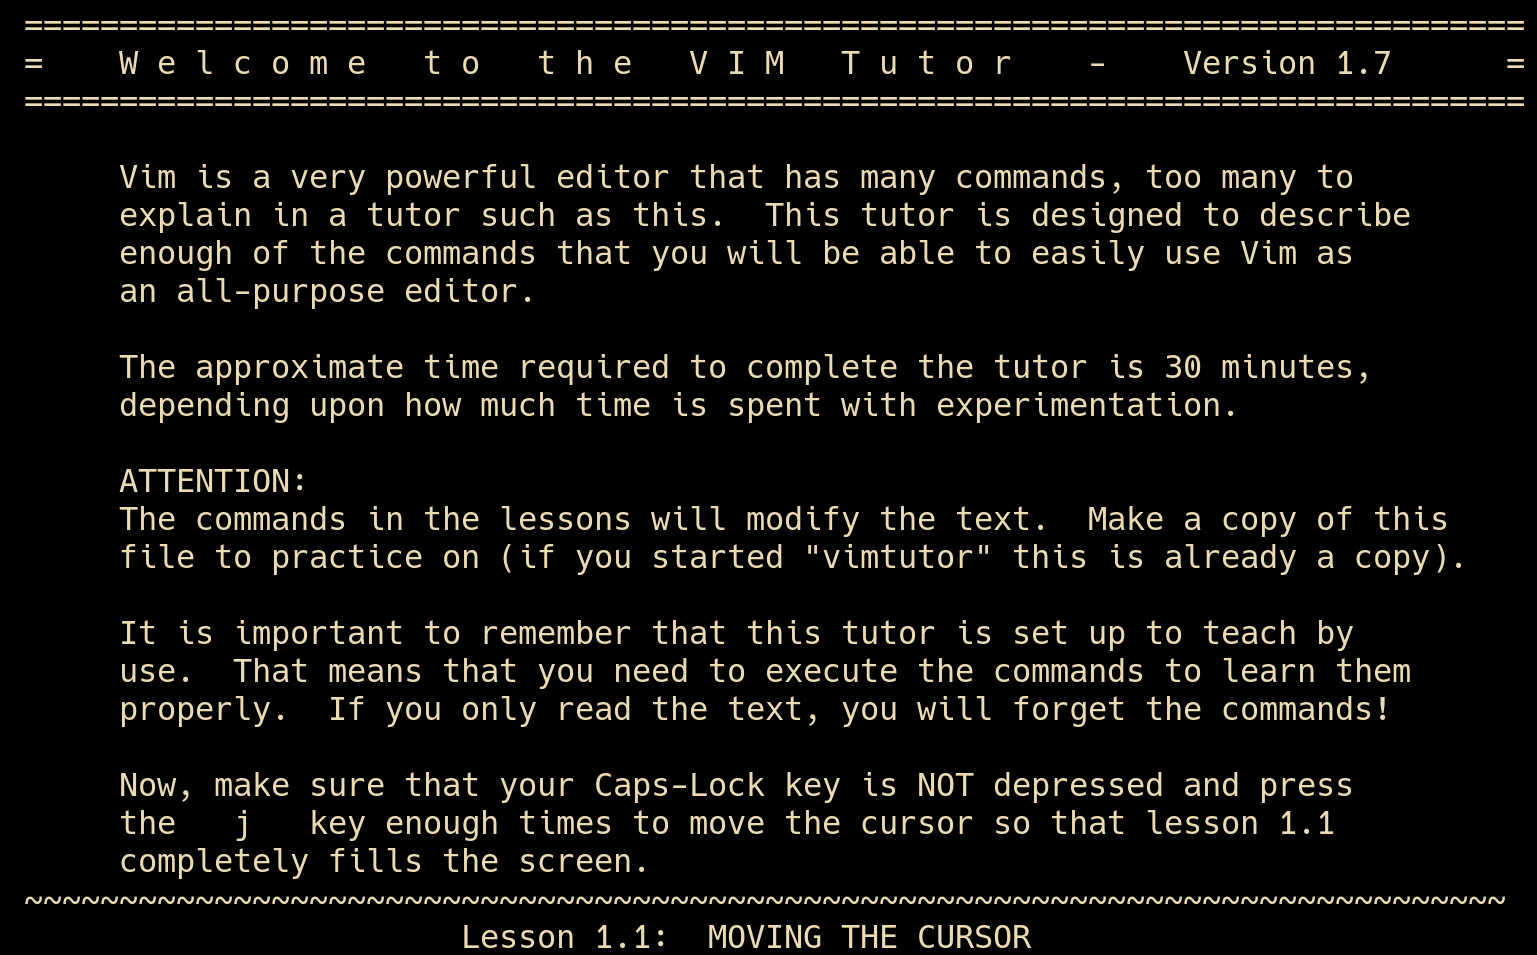 ===============================================================================
=    W e l c o m e   t o   t h e   V I M   T u t o r    -    Version 1.7      =
===============================================================================

     Vim is a very powerful editor that has many commands, too many to
     explain in a tutor such as this.  This tutor is designed to describe
     enough of the commands that you will be able to easily use Vim as
     an all-purpose editor.

     The approximate time required to complete the tutor is 30 minutes,
     depending upon how much time is spent with experimentation.

     ATTENTION:
     The commands in the lessons will modify the text.  Make a copy of this
     file to practice on (if you started "vimtutor" this is already a copy).

     It is important to remember that this tutor is set up to teach by
     use.  That means that you need to execute the commands to learn them
     properly.  If you only read the text, you will forget the commands!

     Now, make sure that your Caps-Lock key is NOT depressed and press
     the   j   key enough times to move the cursor so that lesson 1.1
     completely fills the screen.
~~~~~~~~~~~~~~~~~~~~~~~~~~~~~~~~~~~~~~~~~~~~~~~~~~~~~~~~~~~~~~~~~~~~~~~~~~~~~~
                       Lesson 1.1:  MOVING THE CURSOR